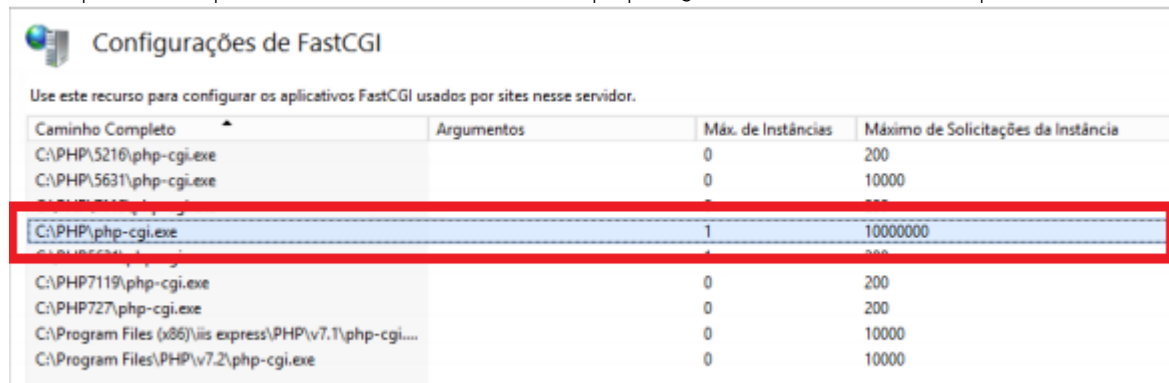 Configurações de FastCGI
Use este recurso para configurar os aplicativos FastCGI usados por sites nesse servidor.
Caminho Completo Argumentos Máx. de Instâncias Máximo de Solicitações da Instância
C:\PHP\5216\php-cgi.exe 0 200
C:\PHP\5631\php-cgi.exe 0 10000
C:\PHP\php-cgi.exe 1 10000000
C:\PHP7119\php-cgi.exe 0 200
C:\PHP727\php-cgi.exe 0 200
C:\Program Files (x86)\iis express\PHP\v7.1\php-cgi.... 0 10000
C:\Program Files\PHP\v7.2\php-cgi.exe 0 10000